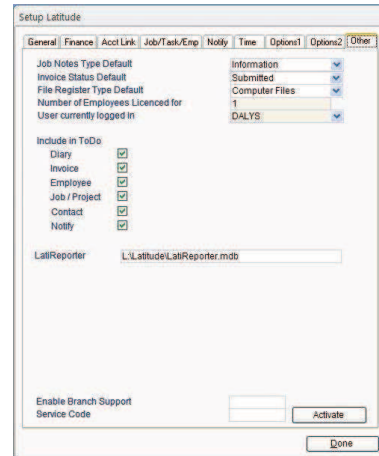 Setup Latitude
General Finance Acct Link Job/Task/Emp Notify Time Options1 Options2 Other
Job Notes Type Default Information
Invoice Status Default Submitted
File Register Type Default Computer Files
Number of Employees Licenced for 1
User currently logged in DALYS
Include in ToDo
Diary
Invoice
Employee
Job / Project
Contact
Notify
LatiReporter L:\Latitude\LatiReporter.mdb
Enable Branch Support
Service Code Activate
Done